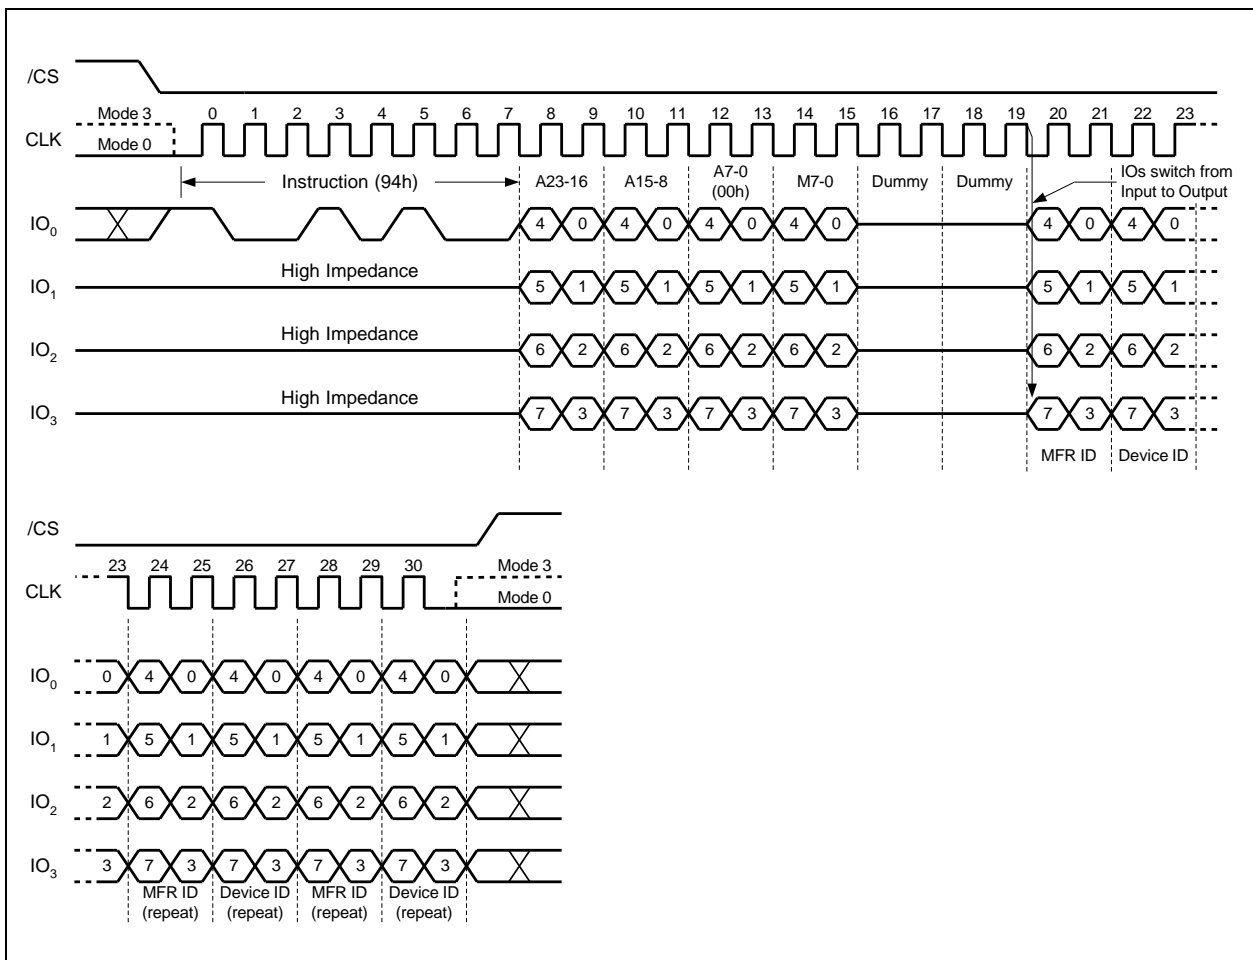 /CS
Mode 3 0 1 2 3 4 5 6 7 8 9 10 11 12 13 14 15 16 17 18 19 20 21 22 23
CLK
Mode 0
Instruction (94h) A23-16 A15-8 A7-0 (00h) M7-0 Dummy Dummy
IOs switch from
Input to Output
IO0 4 0 4 0 4 0 4 0 4 0 4 0
High Impedance
IO1 5 1 5 1 5 1 5 1 5 1 5 1
High Impedance
IO2 6 2 6 2 6 2 6 2 6 2 6 2
High Impedance
IO3 7 3 7 3 7 3 7 3 7 3 7 3
MFR ID Device ID
/CS
23 24 25 26 27 28 29 30 Mode 3
CLK
Mode 0
IO0 0 4 0 4 0 4 0 4 0
IO1 1 5 1 5 1 5 1 5 1
IO2 2 6 2 6 2 6 2 6 2
IO3 3 7 3 7 3 7 3 7 3
MFR ID Device ID MFR ID Device ID
(repeat) (repeat) (repeat) (repeat)